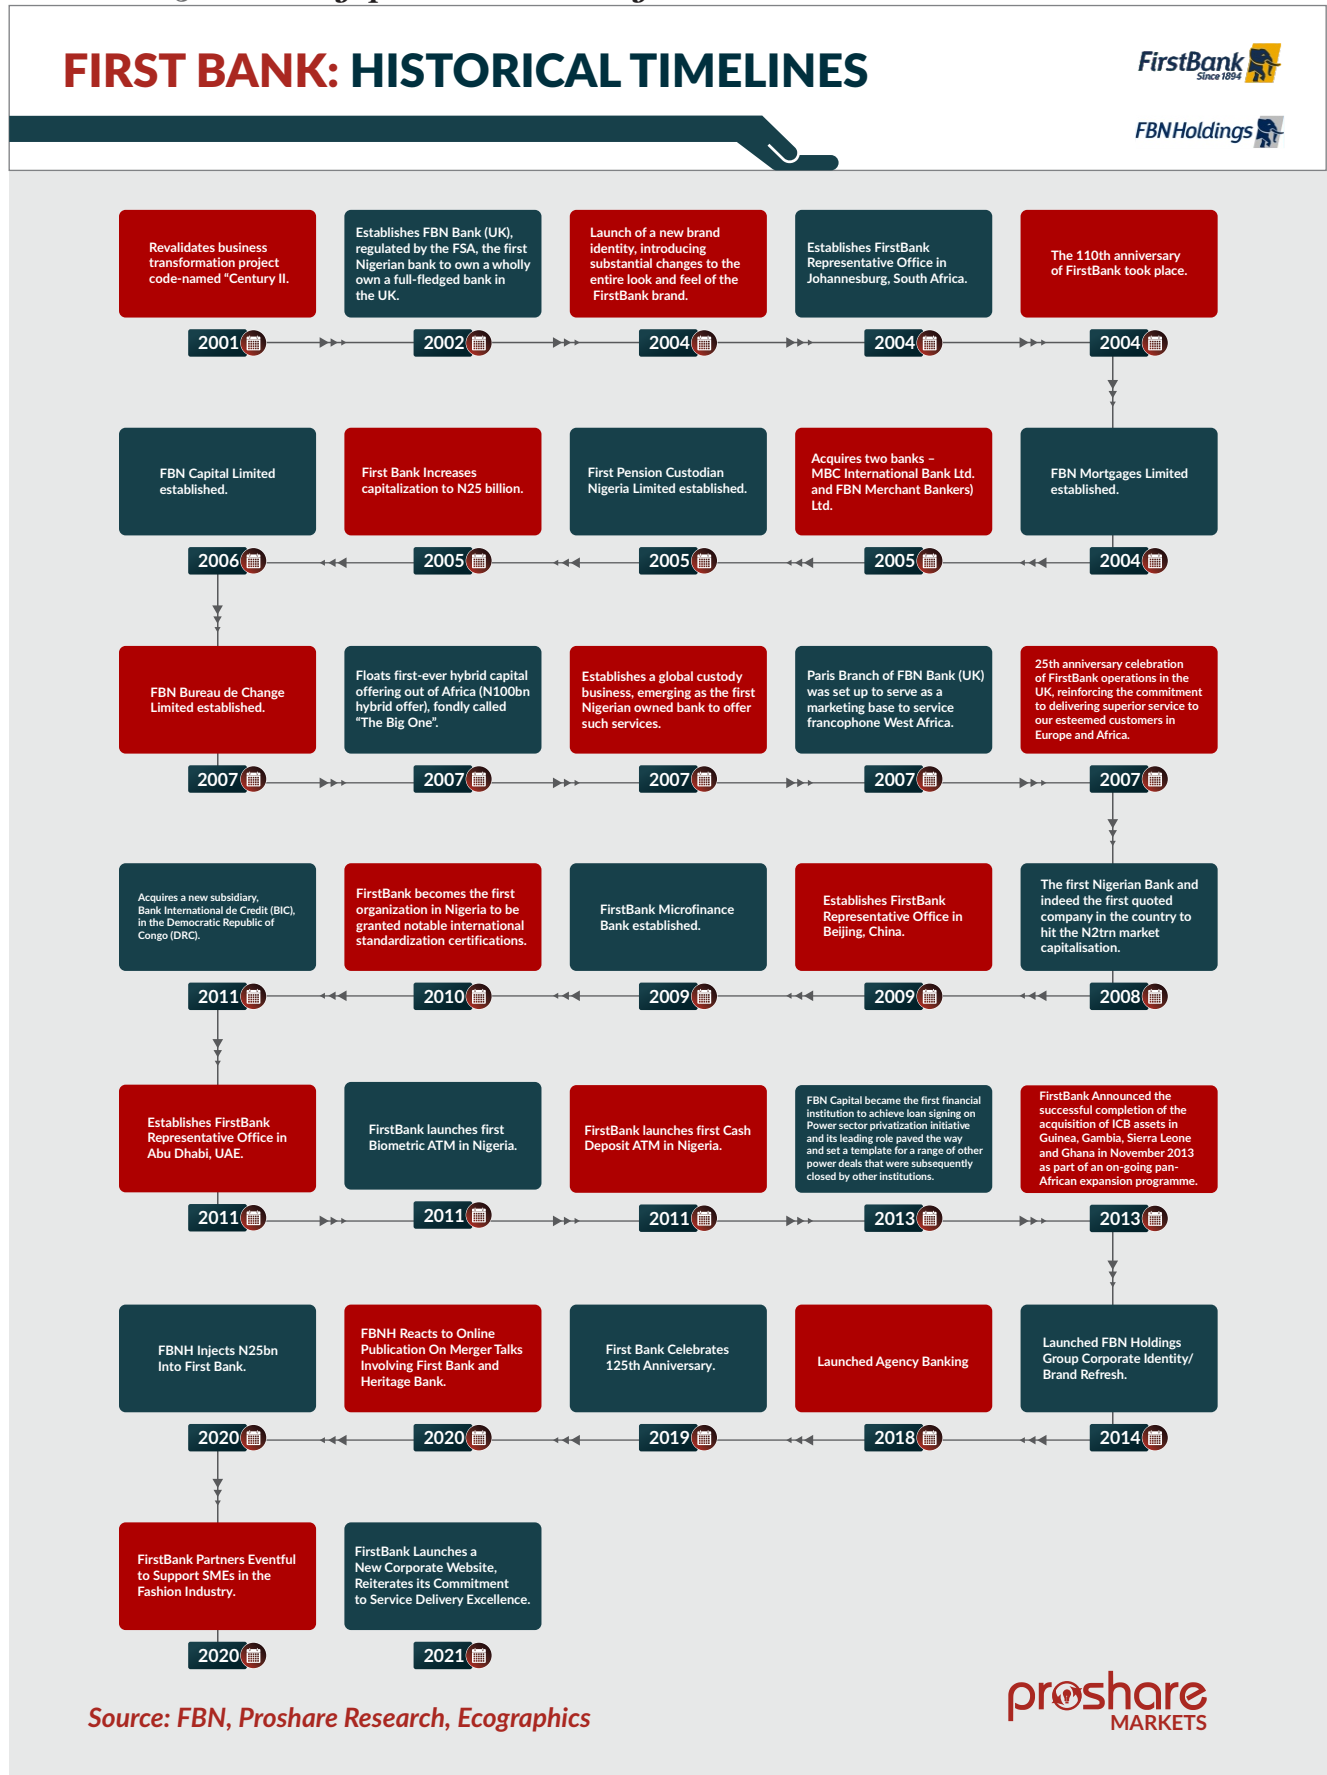 FIRST BANK: HISTORICAL TIMELINES
FirstBank
Since 1894
FBNHoldings
Revalidates business
transformation project
code-named “Century II.
2001
Establishes FBN Bank (UK),
regulated by the FSA, the first
Nigerian bank to own a wholly
own a full-fledged bank in
the UK.
2002
Launch of a new brand
identity, introducing
substantial changes to the
entire look and feel of the
FirstBank brand.
2004
Establishes FirstBank
Representative Office in
Johannesburg, South Africa.
2004
The 110th anniversary
of FirstBank took place.
2004
FBN Mortgages Limited
established.
2004
Acquires two banks –
MBC International Bank Ltd.
and FBN Merchant Bankers)
Ltd.
2005
First Pension Custodian
Nigeria Limited established.
2005
First Bank Increases
capitalization to N25 billion.
2005
FBN Capital Limited
established.
2006
FBN Bureau de Change
Limited established.
2007
Floats first-ever hybrid capital
offering out of Africa (N100bn
hybrid offer), fondly called
“The Big One”.
2007
Establishes a global custody
business, emerging as the first
Nigerian owned bank to offer
such services.
2007
Paris Branch of FBN Bank (UK)
was set up to serve as a
marketing base to service
francophone West Africa.
2007
25th anniversary celebration
of FirstBank operations in the
UK, reinforcing the commitment
to delivering superior service to
our esteemed customers in
Europe and Africa.
2007
The first Nigerian Bank and
indeed the first quoted
company in the country to
hit the N2trn market
capitalisation.
2008
Establishes FirstBank
Representative Office in
Beijing, China.
2009
FirstBank Microfinance
Bank established.
2009
FirstBank becomes the first
organization in Nigeria to be
granted notable international
standardization certifications.
2010
Acquires a new subsidiary,
Bank International de Credit (BIC),
in the Democratic Republic of
Congo (DRC).
2011
Establishes FirstBank
Representative Office in
Abu Dhabi, UAE.
2011
FirstBank launches first
Biometric ATM in Nigeria.
2011
FirstBank launches first Cash
Deposit ATM in Nigeria.
2011
FBN Capital became the first financial
institution to achieve loan signing on
Power sector privatization initiative
and its leading role paved the way
and set a template for a range of other
power deals that were subsequently
closed by other institutions.
2013
FirstBank Announced the
successful completion of the
acquisition of ICB assets in
Guinea, Gambia, Sierra Leone
and Ghana in November 2013
as part of an on-going pan-
African expansion programme.
2013
Launched FBN Holdings
Group Corporate Identity/
Brand Refresh.
2014
Launched Agency Banking
2018
First Bank Celebrates
125th Anniversary.
2019
FBNH Reacts to Online
Publication On Merger Talks
Involving First Bank and
Heritage Bank.
2020
FBNH Injects N25bn
Into First Bank.
2020
FirstBank Partners Eventful
to Support SMEs in the
Fashion Industry.
2020
FirstBank Launches a
New Corporate Website,
Reiterates its Commitment
to Service Delivery Excellence.
2021
Source: FBN, Proshare Research, Ecographics
proshare
MARKETS